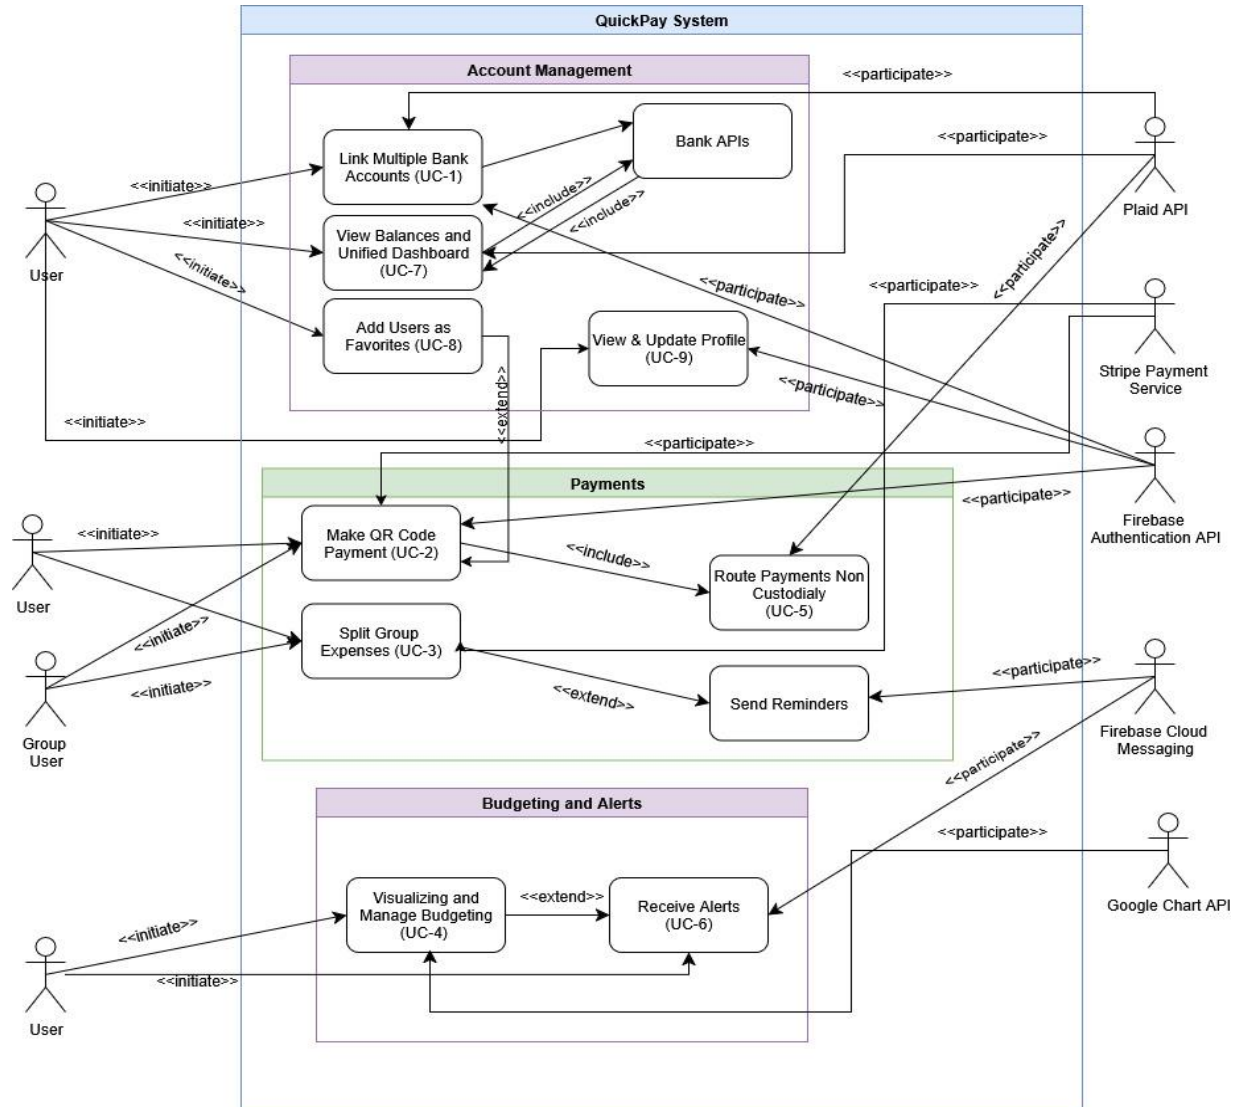 QuickPay System
Account Management
<<participate>>
Bank APIs
Link Multiple Bank
Accounts (UC-1)
<<participate>>
<<initiate>>
<<include>>
<<include>>
Plaid API
<<initiate>>
View Balances and
Unified Dashboard
(UC-7)
<<participate>>
User
<<initiate>>
<<participate>>
<<participate>>
Add Users as
Favorites (UC-8)
View & Update Profile
(UC-9)
Stripe Payment
Service
<<participate>>
<<extend>>
<<initiate>>
<<participate>>
Payments
<<participate>>
Firebase
Authentication API
<<initiate>>
Make QR Code
Payment (UC-2)
<<include>>
Route Payments Non
Custodialy
(UC-5)
User
<<initiate>>
Split Group
Expenses (UC-3)
<<participate>>
<<initiate>>
<<extend>>
Send Reminders
Group
User
Firebase Cloud
Messaging
<<participate>>
Budgeting and Alerts
<<participate>>
Visualizing and
Manage Budgeting
(UC-4)
<<extend>>
Receive Alerts
(UC-6)
Google Chart API
<<initiate>>
<<initiate>>
User